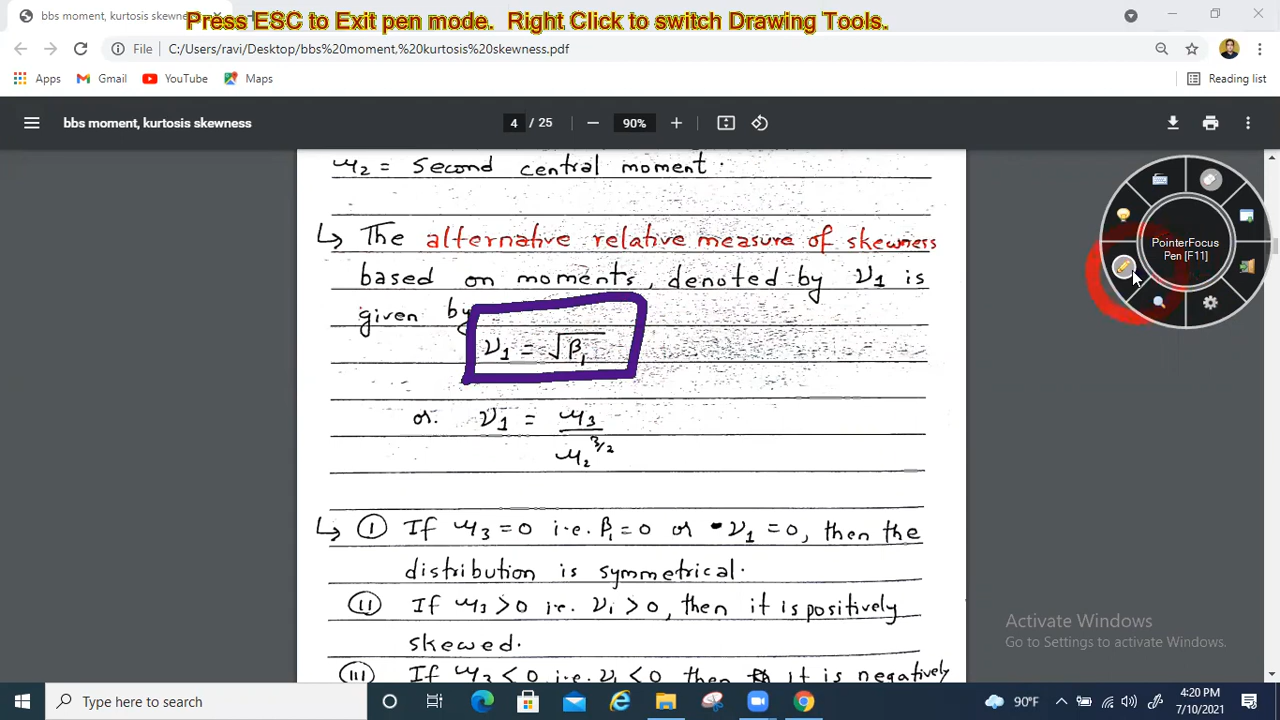 bbs moment, kurtosis skewne
Press ESC to Exit pen mode. Right Click to switch Drawing Tools.
File C:/Users/ravi/Desktop/bbs%20moment,%20kurtosis%20skewness.pdf
Apps Gmail YouTube Maps Reading list
bbs moment, kurtosis skewness 4 / 25 90%
μ2 = Second central moment.
↳ The alternative relative measure of skewness
based on moments, denoted by ν1 is
given by
ν1 = √β1
or. ν1 = μ3 / μ2^3/2
↳ (I) If μ3 = 0 i.e. β1 = 0 or ν1 = 0, then the
distribution is symmetrical.
(II) If μ3 > 0 i.e. ν1 > 0, then it is positively
skewed.
(III) If μ3 < 0 i.e. ν1 < 0 then it is negatively
PointerFocus
Pen [F11]
Activate Windows
Go to Settings to activate Windows.
Type here to search
90°F
4:20 PM
7/10/2021